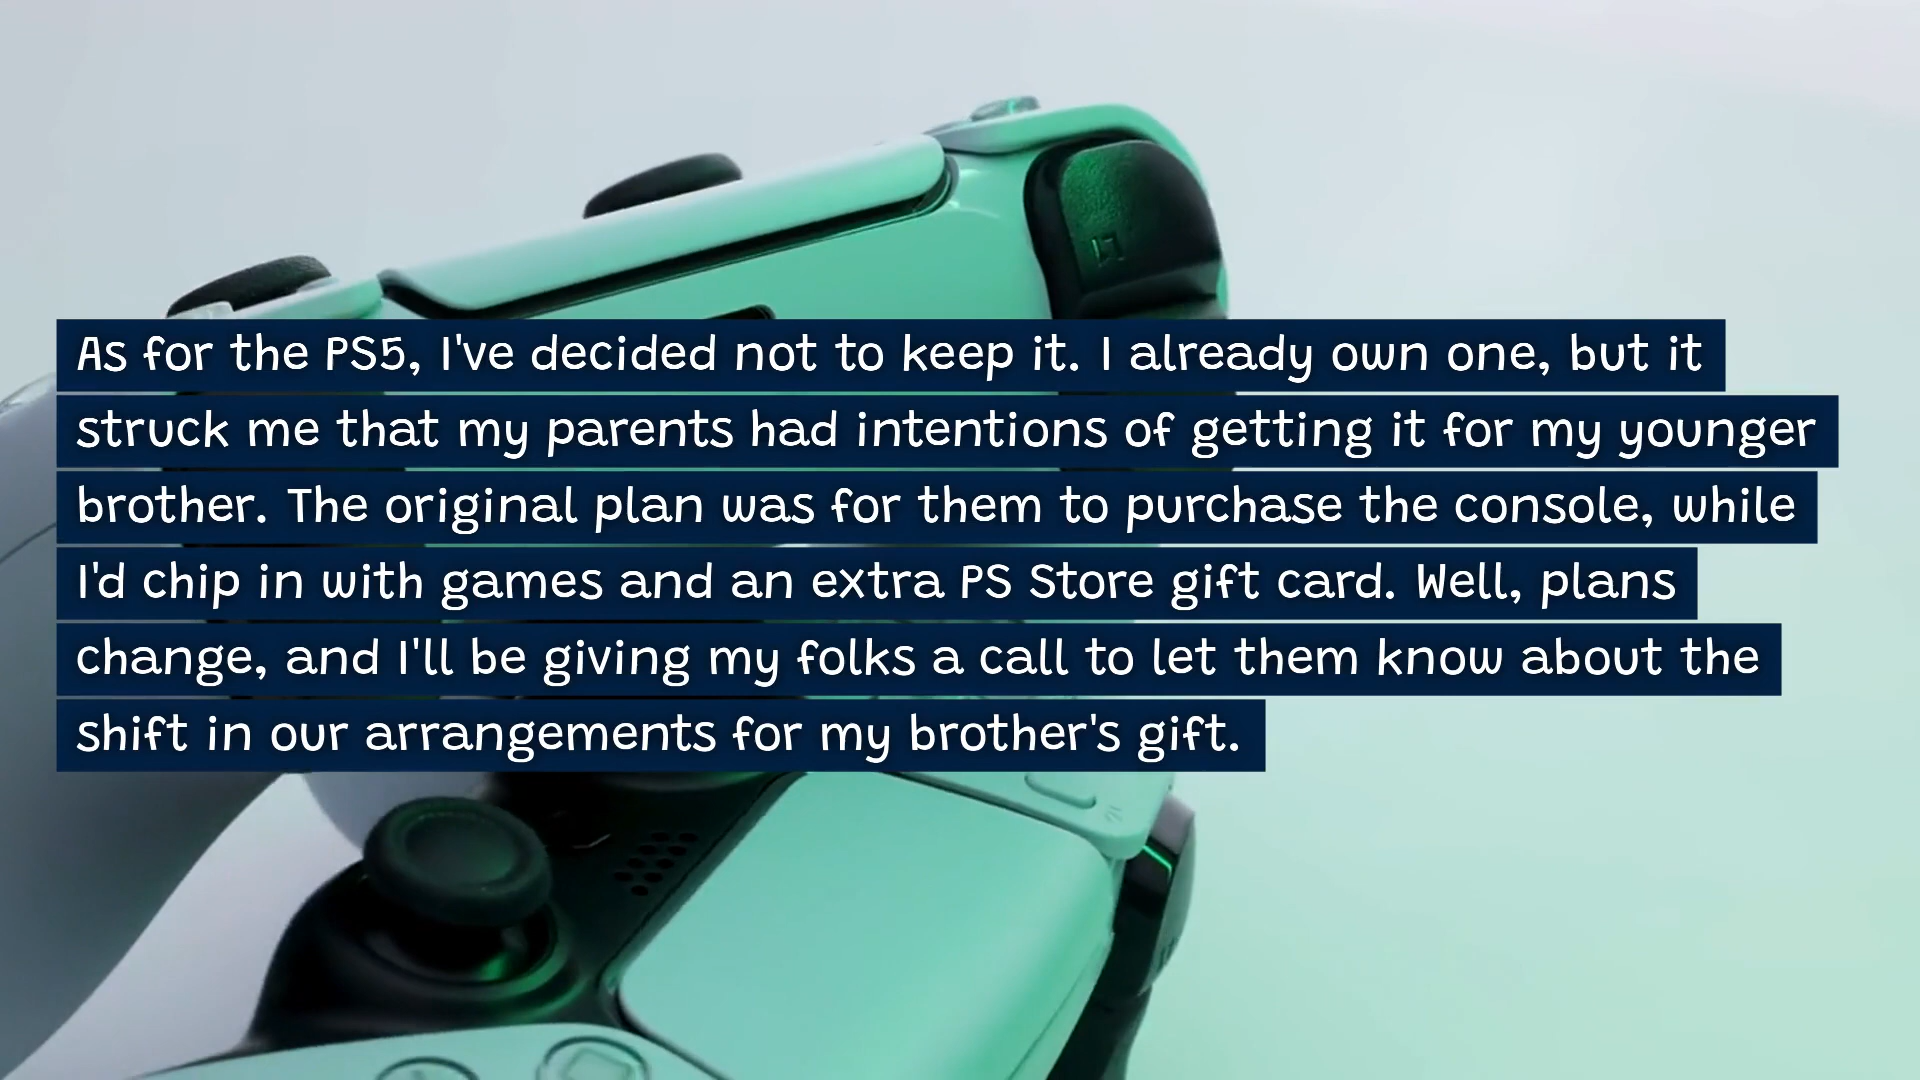 As for the PS5, I've decided not to keep it. I already own one, but it
struck me that my parents had intentions of getting it for my younger
brother. The original plan was for them to purchase the console, while
I'd chip in with games and an extra PS Store gift card. Well, plans
change, and I'll be giving my folks a call to let them know about the
shift in our arrangements for my brother's gift.